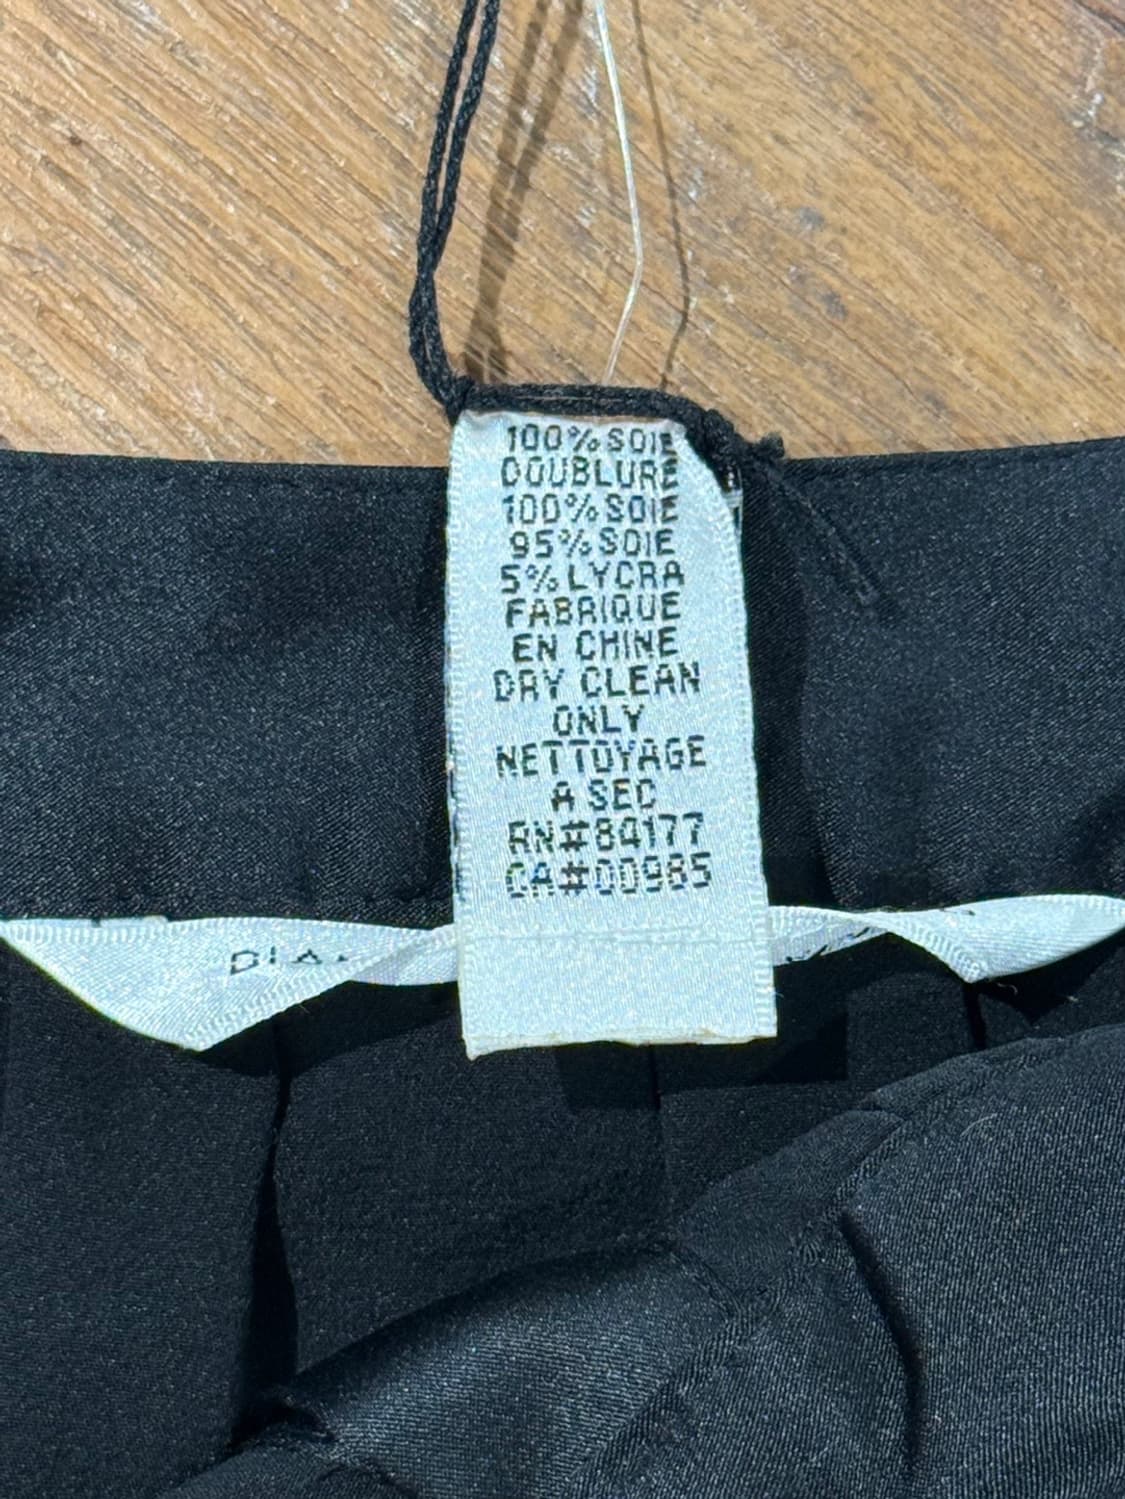 100% SOIE
DOUBLURE
100% SOIE
95% SOIE
5% LYCRA
FABRIQUE
EN CHINE
DRY CLEAN
ONLY
NETTOYAGE
A SEC
RN#84177
CA#00985